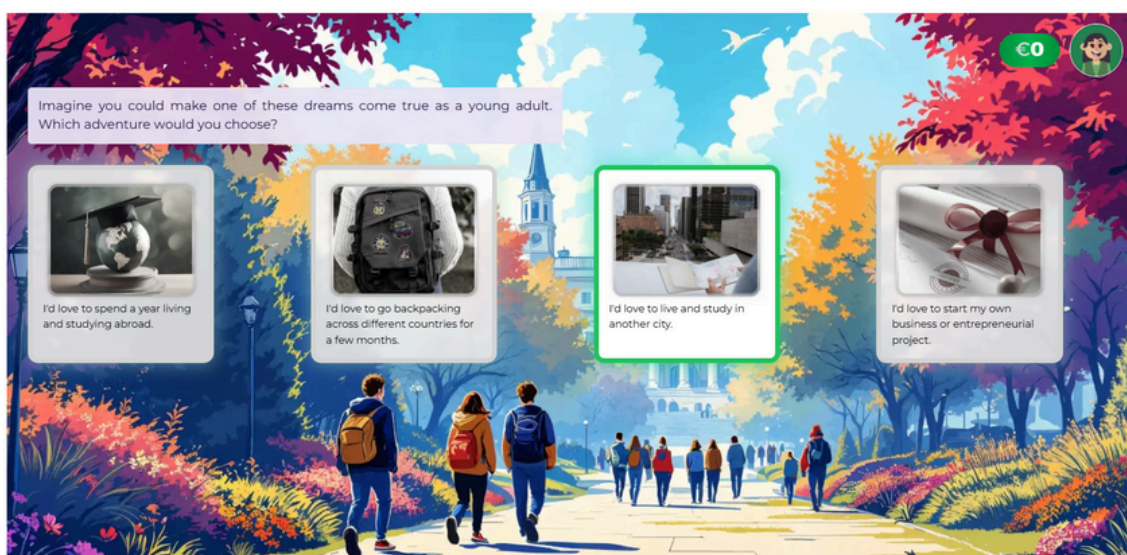 €0
Imagine you could make one of these dreams come true as a young adult.
Which adventure would you choose?
I'd love to spend a year living
and studying abroad.
I'd love to go backpacking
across different countries for
a few months.
I'd love to live and study in
another city.
I'd love to start my own
business or entrepreneurial
project.